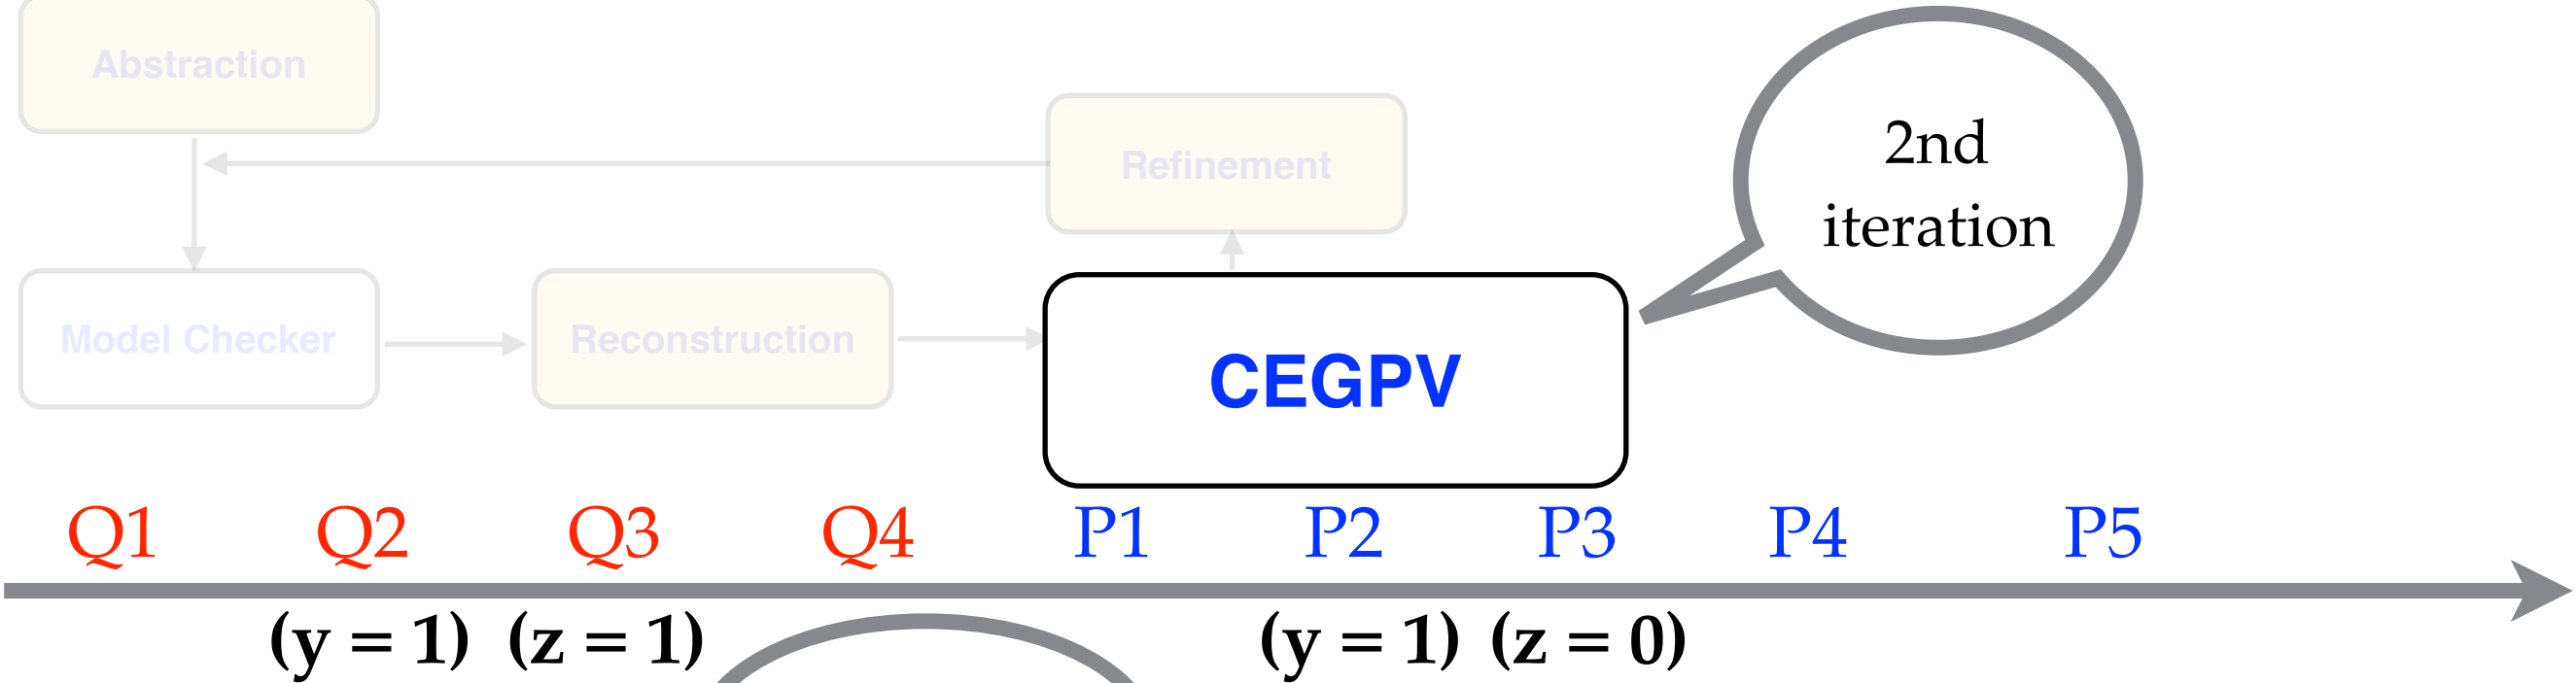 Abstraction
Refinement
2nd
iteration
Model Checker
Reconstruction
CEGPV
Q1 Q2 Q3 Q4 P1 P2 P3 P4 P5
(y = 1) (z = 1) (y = 1) (z = 0)